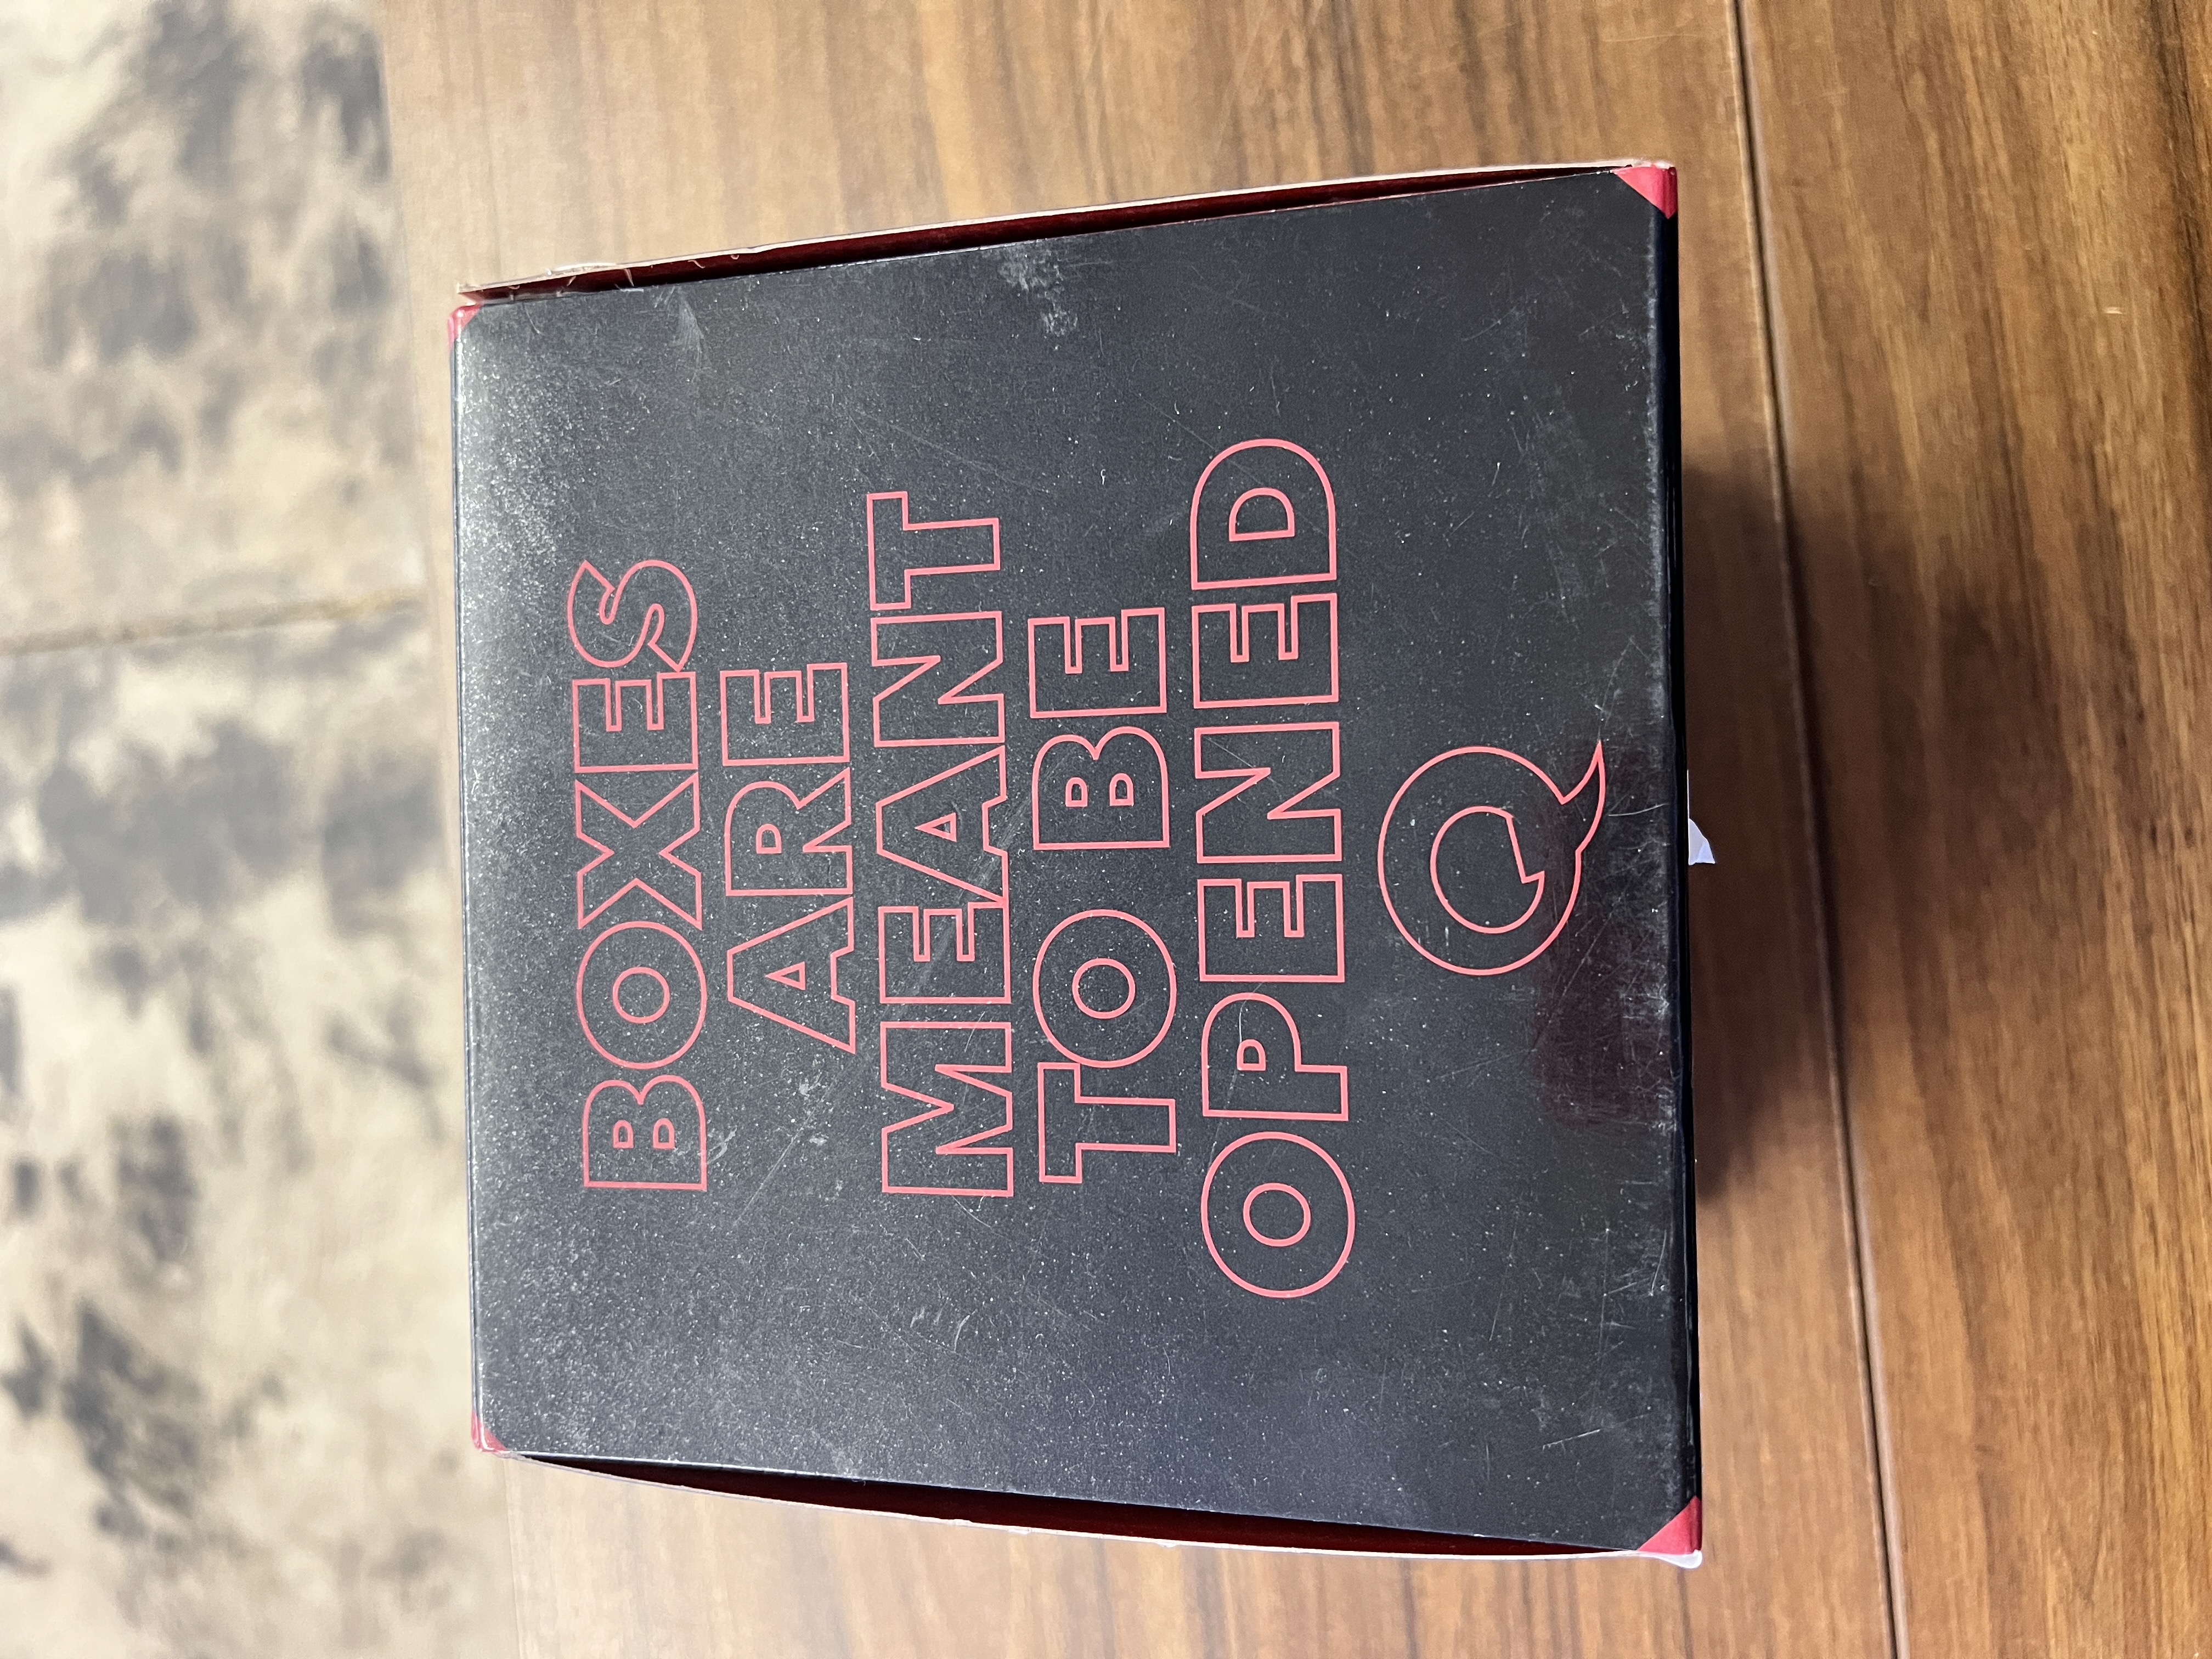 BOXES
ARE
MEANT
TO BE
OPENED
Q